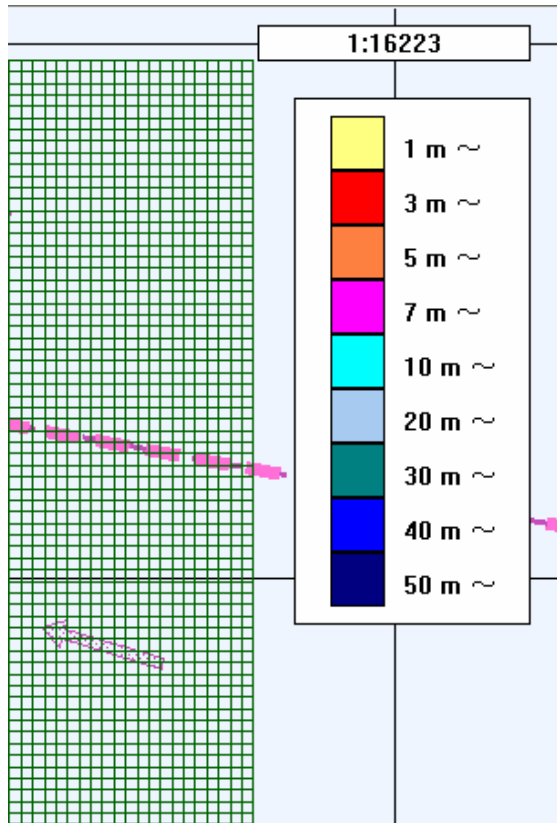 1:16223
1 m ～
3 m ～
5 m ～
7 m ～
10 m ～
20 m ～
30 m ～
40 m ～
50 m ～